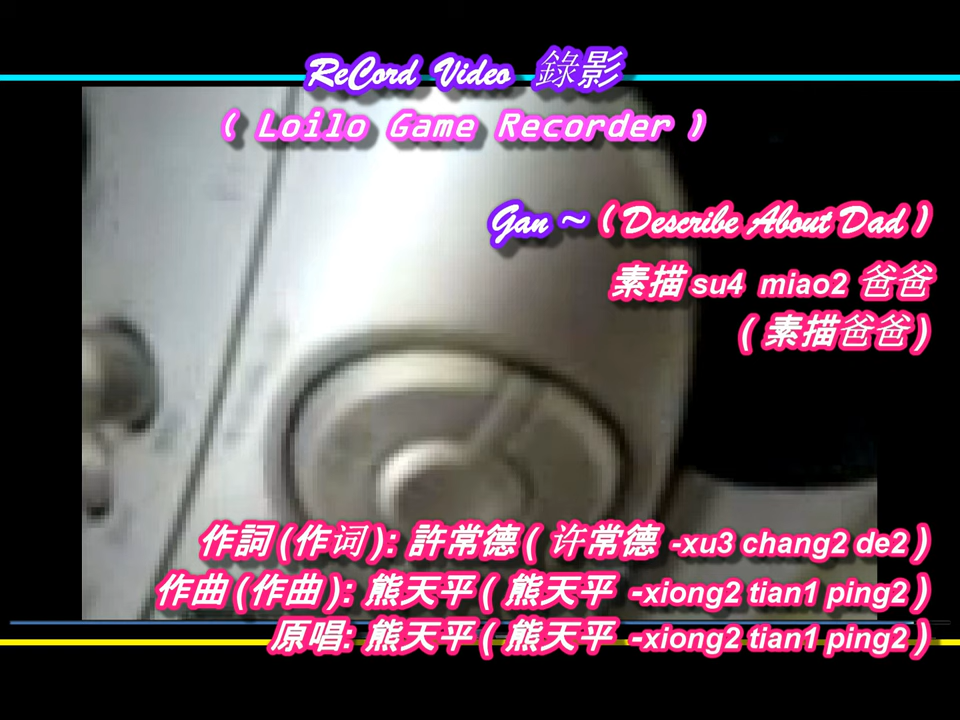 ReCord Video 錄影
( Loilo Game Recorder )
Gan ~ ( Describe About Dad )
素描 su4 miao2 爸爸
( 素描爸爸 )
作詞 (作词 ): 許常德 ( 许常德 -xu3 chang2 de2 )
作曲 (作曲 ): 熊天平 ( 熊天平 -xiong2 tian1 ping2 )
原唱: 熊天平 ( 熊天平 -xiong2 tian1 ping2 )